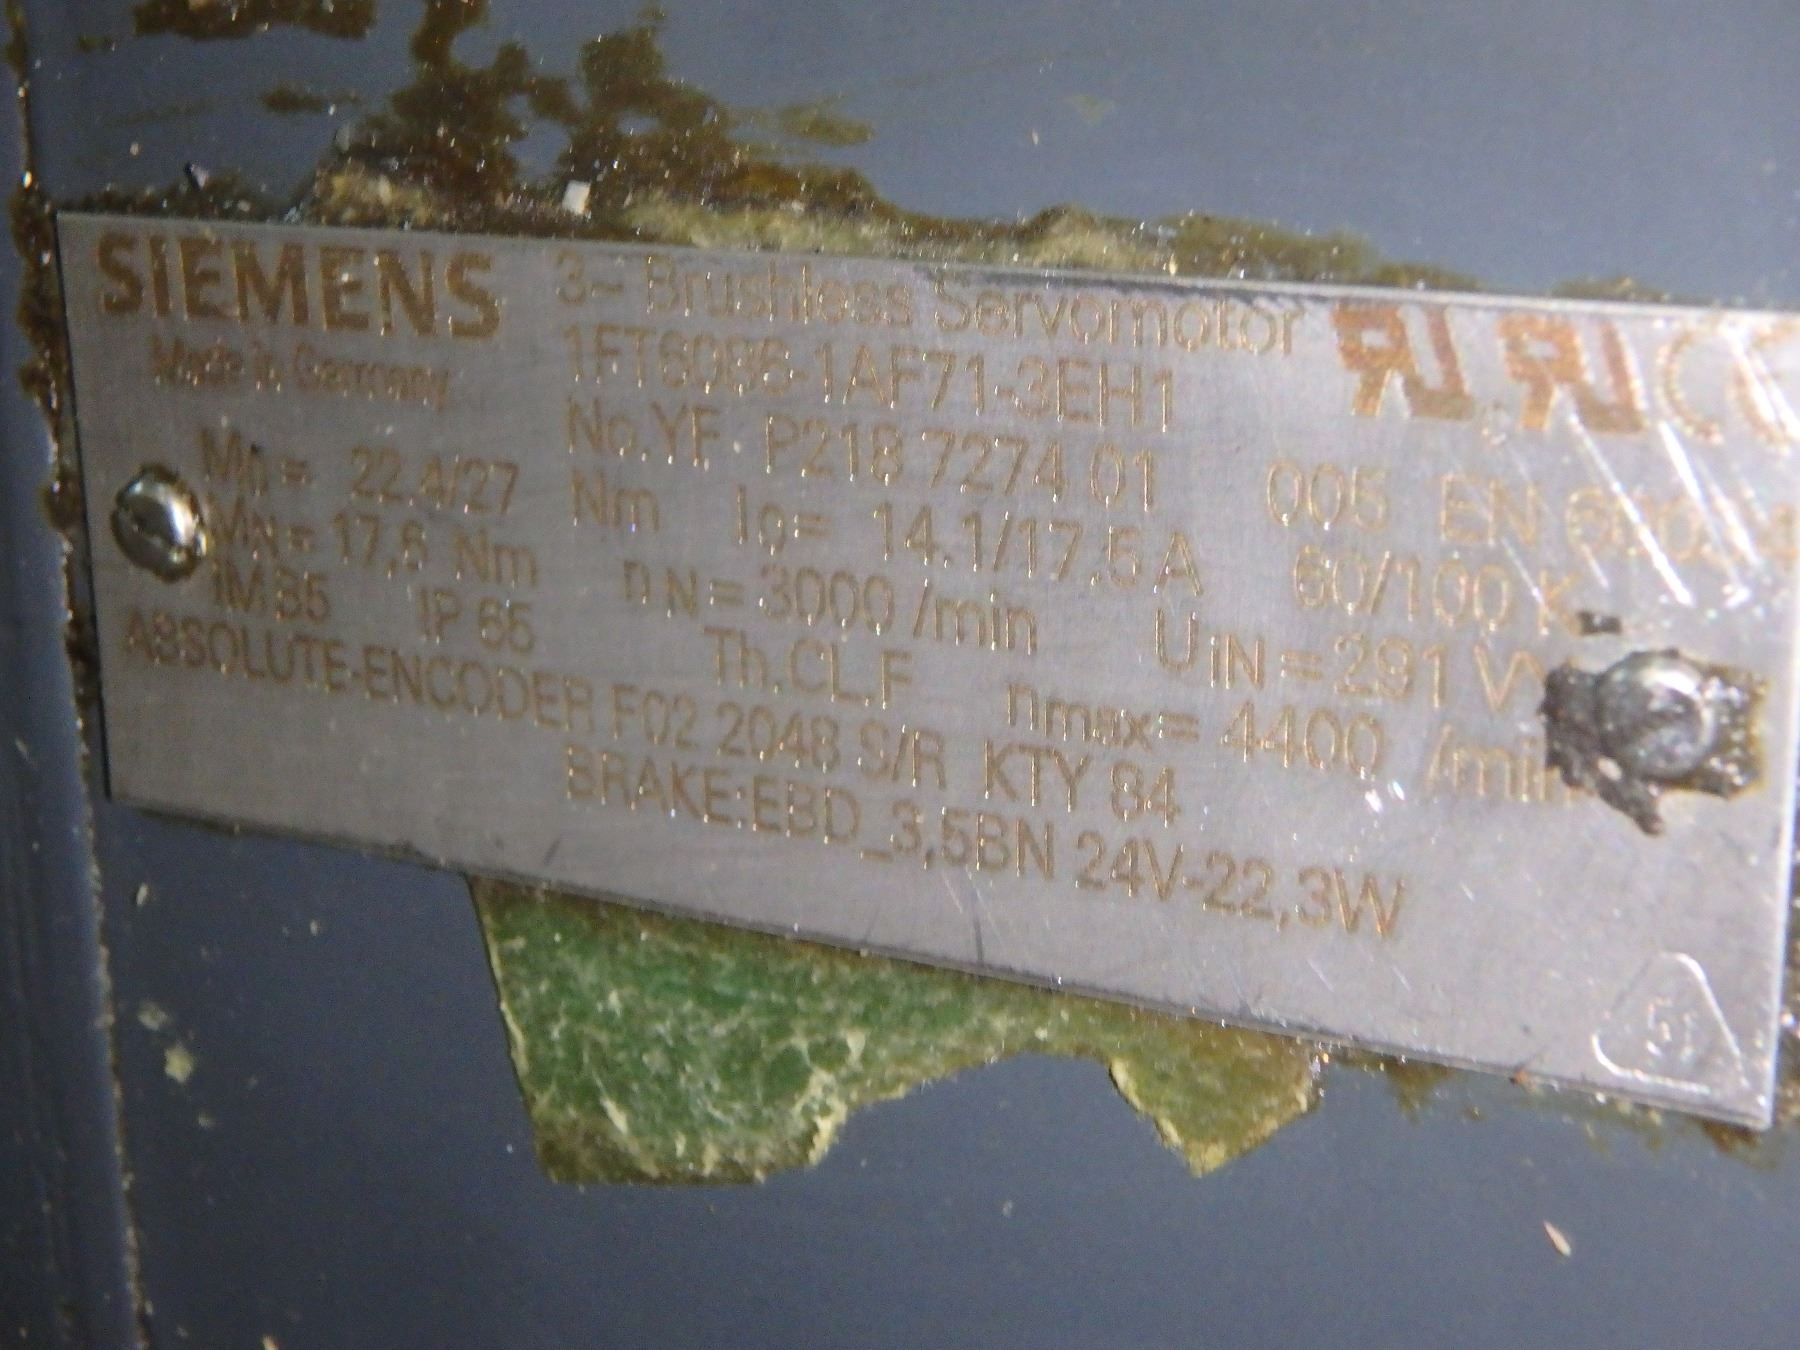 SIEMENS 3~ Brushless Servomotor
Made in Germany 1FT6086-1AF71-3EH1
No.YF P218 7274 01 005 EN
M0 = 22.4/27 Nm I0= 14.1/17.5 A 60/100 K
MN = 17,6 Nm nN = 3000 /min UIN = 291 V
IM B5 IP 65 Th.CL.F nmax = 4400 /min
ABSOLUTE-ENCODER F02 2048 S/R KTY 84
BRAKE:EBD_3,5BN 24V-22,3W